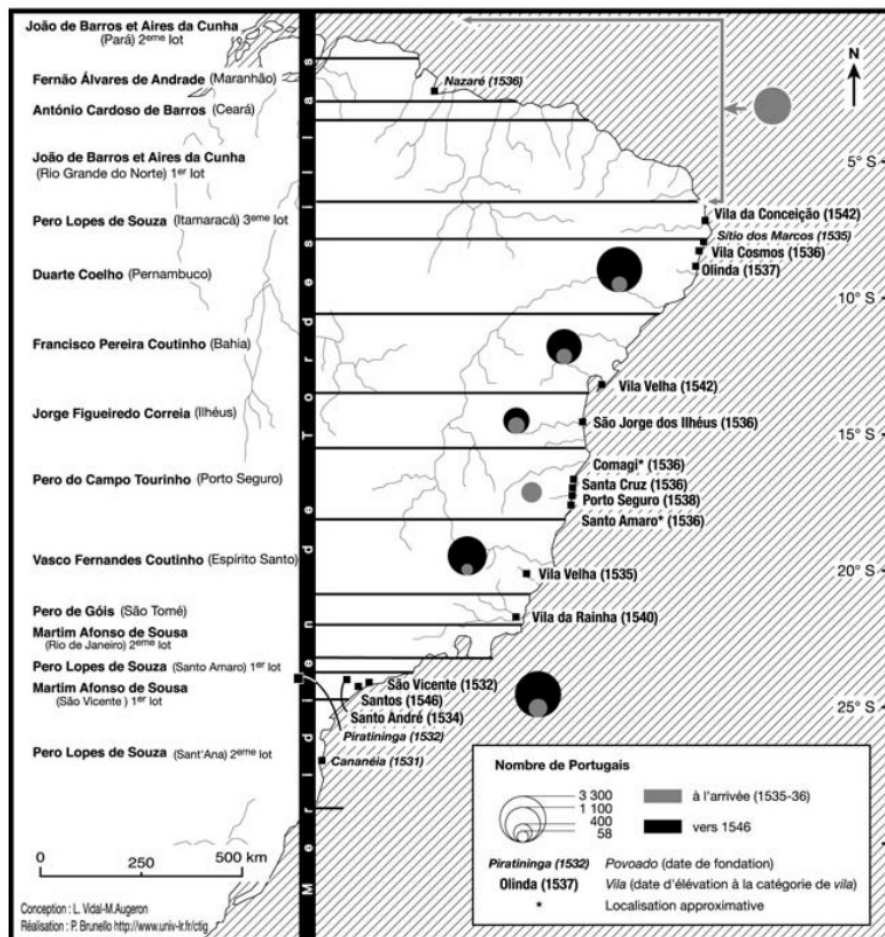 João de Barros et Aires da Cunha
(Pará) 2eme lot
Fernão Álvares de Andrade (Maranhão)
António Cardoso de Barros (Ceará)
João de Barros et Aires da Cunha
(Rio Grande do Norte) 1er lot
Pero Lopes de Souza (Itamaracá) 3eme lot
Duarte Coelho (Pernambuco)
Francisco Pereira Coutinho (Bahia)
Jorge Figueiredo Correia (Ilhéus)
Pero do Campo Tourinho (Porto Seguro)
Vasco Fernandes Coutinho (Espírito Santo)
Pero de Góis (São Tomé)
Martim Afonso de Sousa
(Rio de Janeiro) 2eme lot
Pero Lopes de Souza (Santo Amaro) 1er lot
Martim Afonso de Sousa
(São Vicente ) 1er lot
Pero Lopes de Souza (Sant'Ana) 2eme lot
0 250 500 km
Conception : L. Vidal-M.Augeron
Réalisation : P. Brunello http://www.univ-lr.fr/ctig
Meridien de Tordesillas
Nazaré (1536)
N
5° S
Vila da Conceição (1542)
Sítio dos Marcos (1535)
Vila Cosmos (1536)
Olinda (1537)
10° S
Vila Velha (1542)
São Jorge dos Ilhéus (1536)
15° S
Comagi* (1536)
Santa Cruz (1536)
Porto Seguro (1538)
Santo Amaro* (1536)
20° S
Vila Velha (1535)
Vila da Rainha (1540)
São Vicente (1532)
Santos (1546)
Santo André (1534)
Piratininga (1532)
25° S
Cananéia (1531)
Nombre de Portugais
3 300
1 100
400
58
à l'arrivée (1535-36)
vers 1546
Piratininga (1532) Povoado (date de fondation)
Olinda (1537) Vila (date d'élévation à la catégorie de vila)
* Localisation approximative